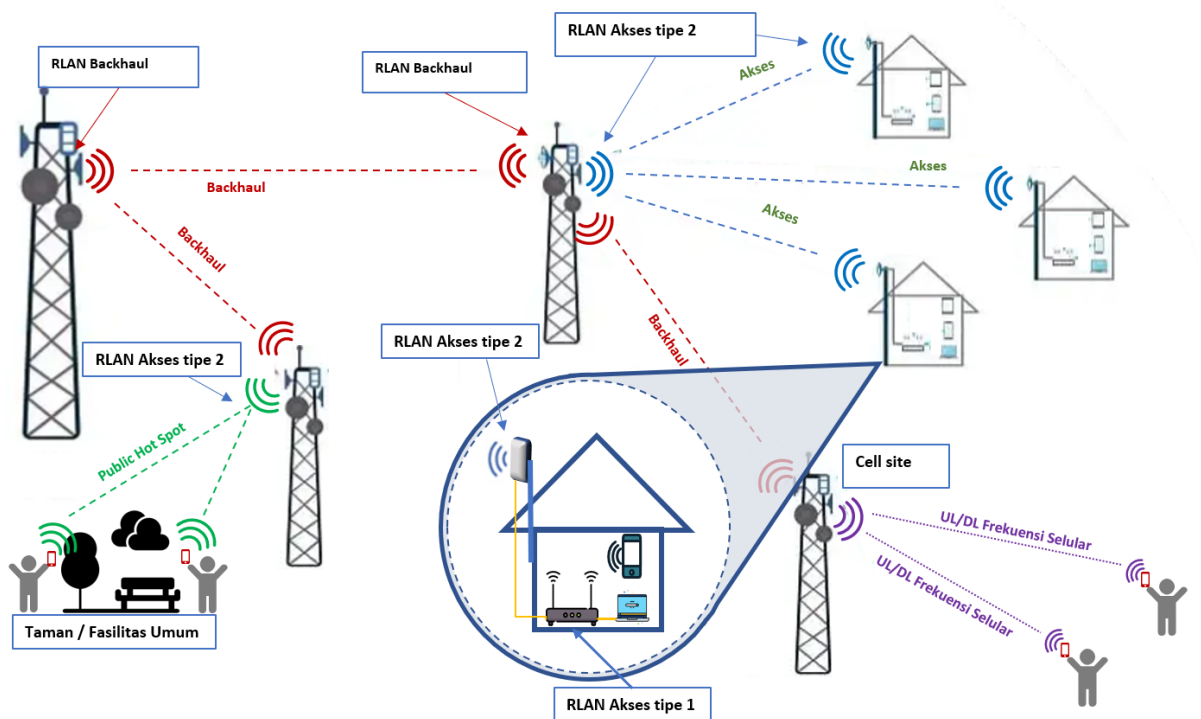 RLAN Akses tipe 2
RLAN Backhaul
RLAN Backhaul
Akses
Akses
Akses
Backhaul
Backhaul
Backhaul
RLAN Akses tipe 2
RLAN Akses tipe 2
Public Hot Spot
Cell site
UL/DL Frekuensi Selular
UL/DL Frekuensi Selular
Taman / Fasilitas Umum
RLAN Akses tipe 1